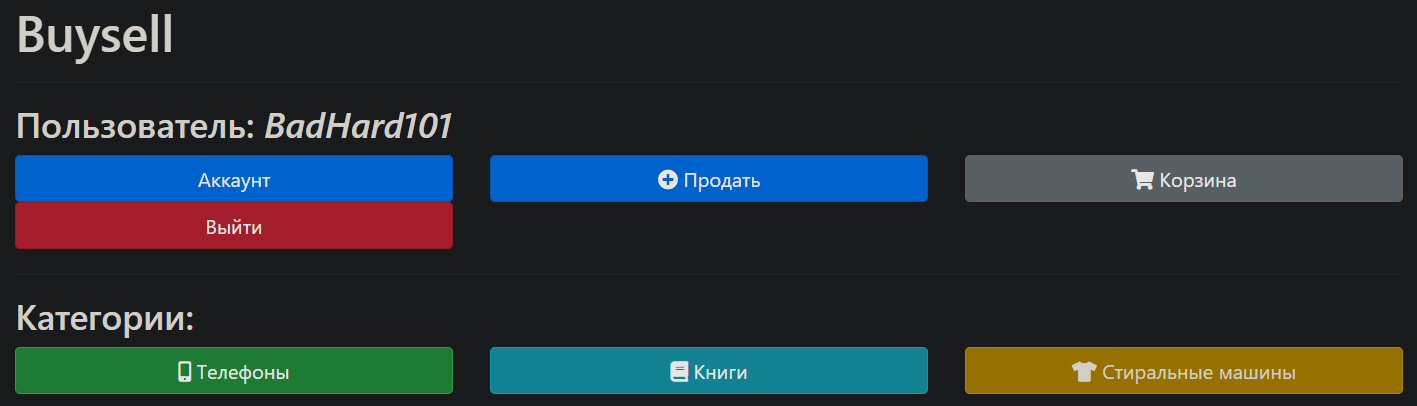 Buysell
Пользователь: BadHard101
Аккаунт
Продать
Корзина
Выйти
Категории:
Телефоны
Книги
Стиральные машины